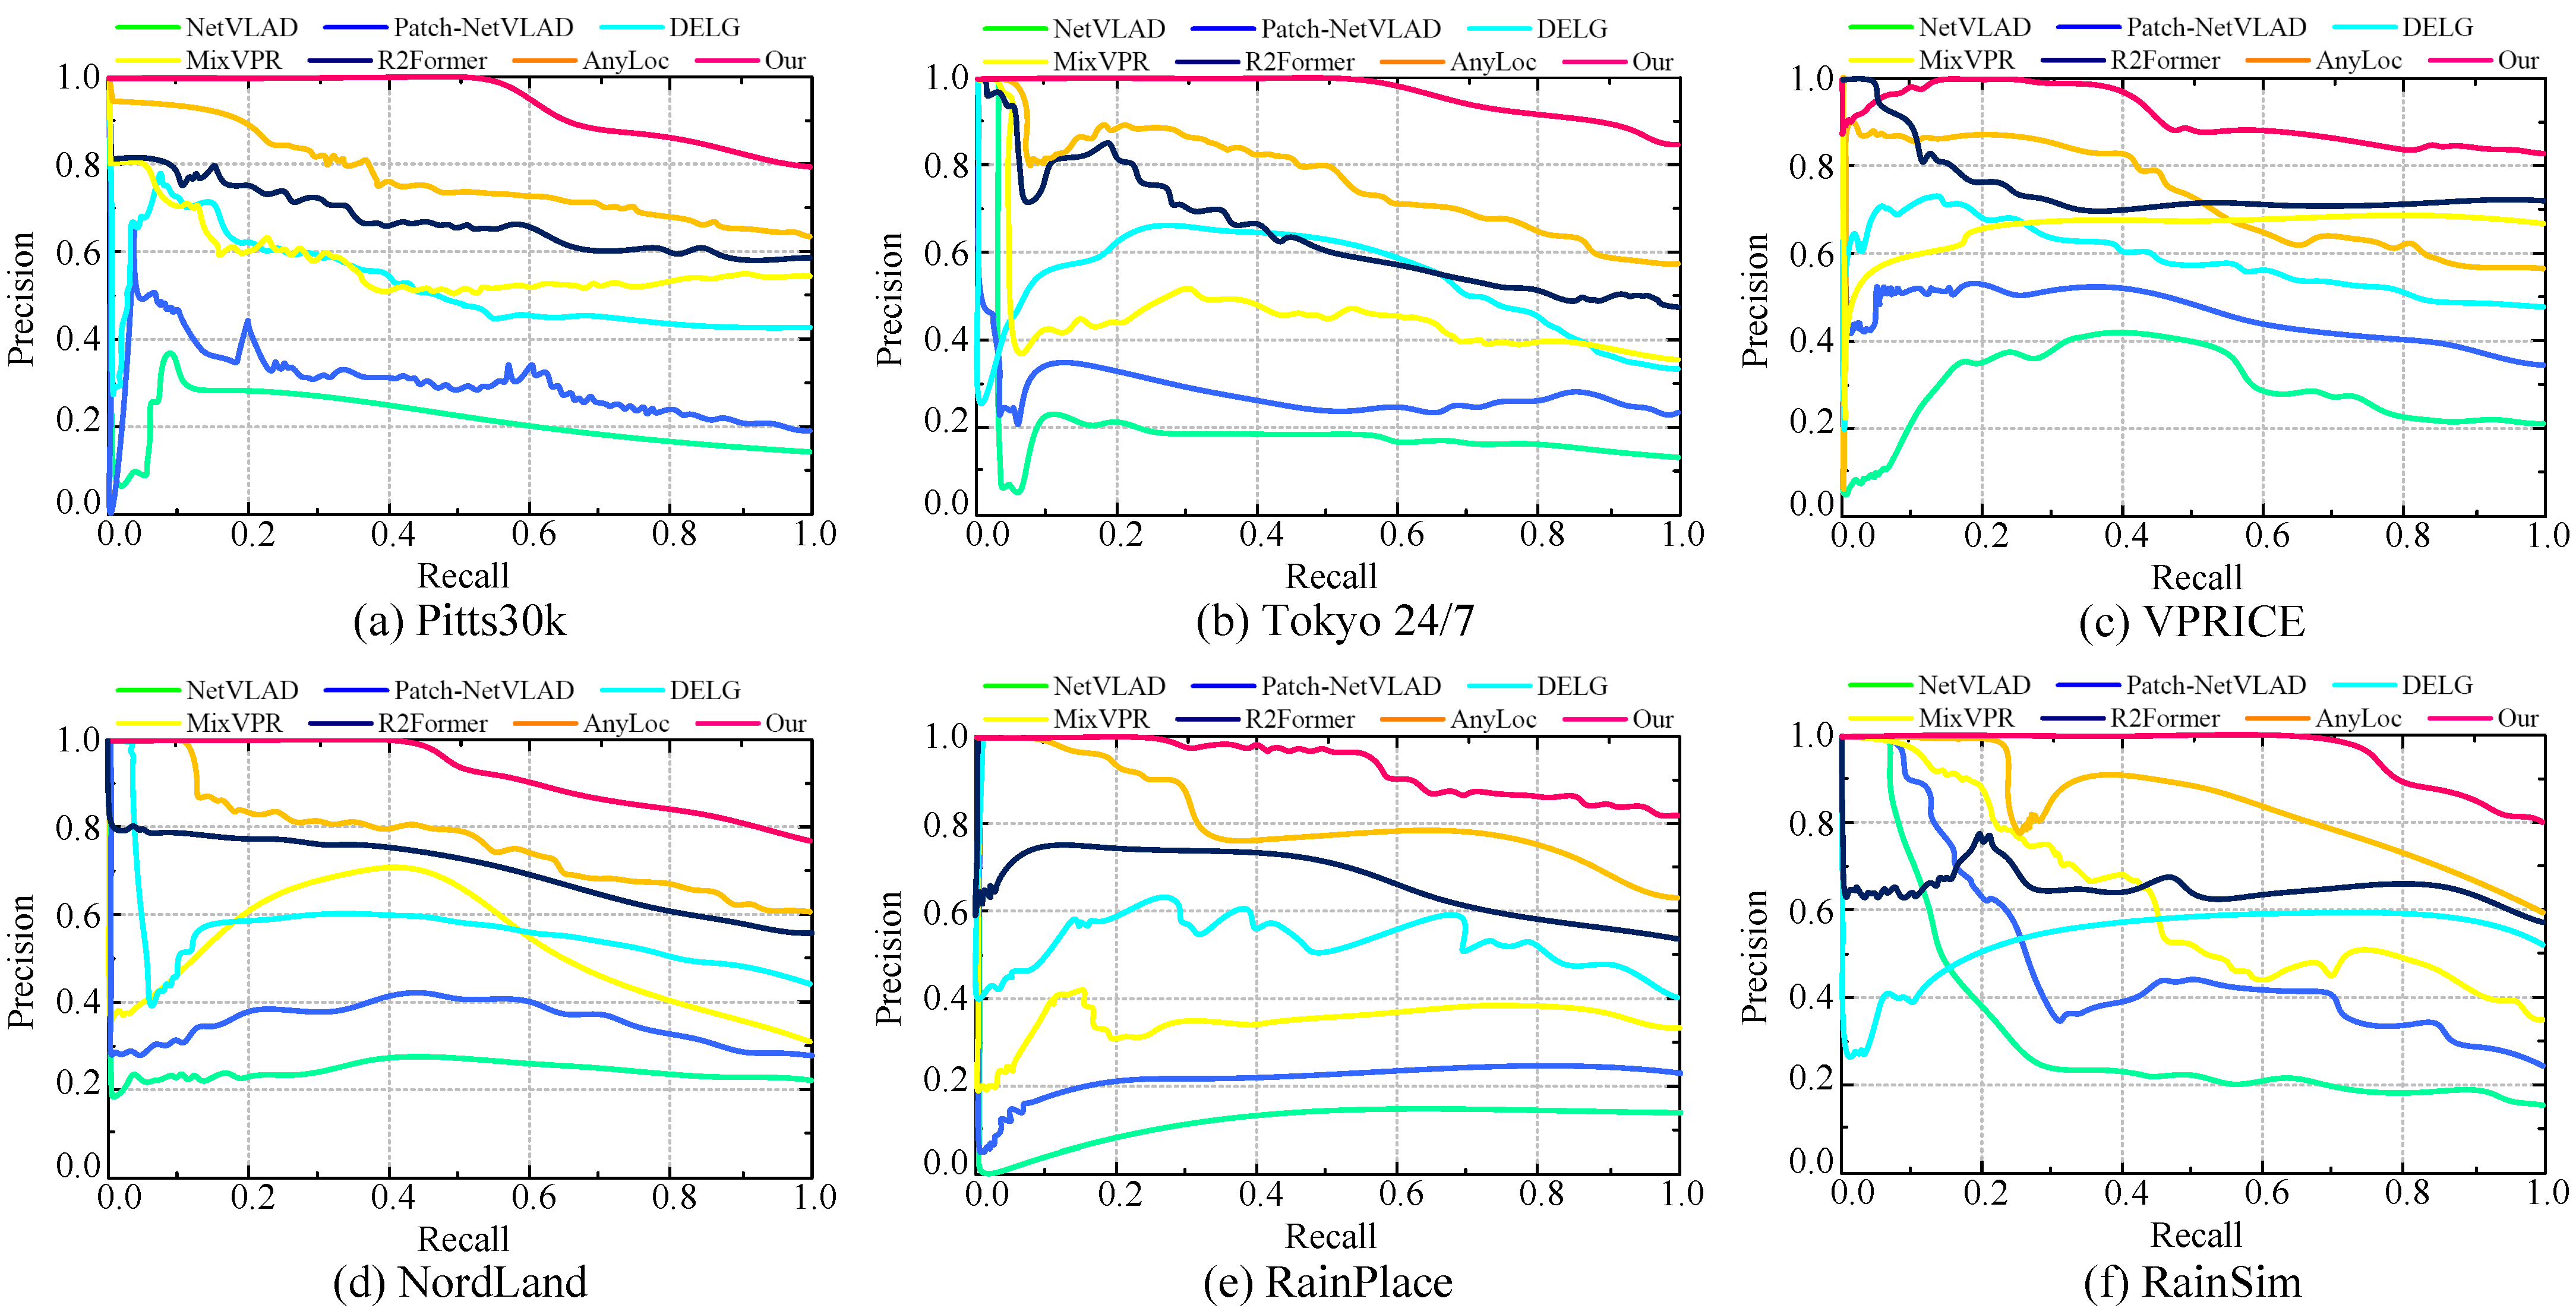 NetVLAD Patch-NetVLAD DELG
MixVPR R2Former AnyLoc Our
1.0
0.8
0.6
0.4
0.2
0.0
Precision
0.0 0.2 0.4 0.6 0.8 1.0
Recall
(a) Pitts30k
NetVLAD Patch-NetVLAD DELG
MixVPR R2Former AnyLoc Our
1.0
0.8
0.6
0.4
0.2
0.0
Precision
0.0 0.2 0.4 0.6 0.8 1.0
Recall
(b) Tokyo 24/7
NetVLAD Patch-NetVLAD DELG
MixVPR R2Former AnyLoc Our
1.0
0.8
0.6
0.4
0.2
0.0
Precision
0.0 0.2 0.4 0.6 0.8 1.0
Recall
(c) VPRICE
NetVLAD Patch-NetVLAD DELG
MixVPR R2Former AnyLoc Our
1.0
0.8
0.6
0.4
0.2
0.0
Precision
0.0 0.2 0.4 0.6 0.8 1.0
Recall
(d) NordLand
NetVLAD Patch-NetVLAD DELG
MixVPR R2Former AnyLoc Our
1.0
0.8
0.6
0.4
0.2
0.0
Precision
0.0 0.2 0.4 0.6 0.8 1.0
Recall
(e) RainPlace
NetVLAD Patch-NetVLAD DELG
MixVPR R2Former AnyLoc Our
1.0
0.8
0.6
0.4
0.2
0.0
Precision
0.0 0.2 0.4 0.6 0.8 1.0
Recall
(f) RainSim